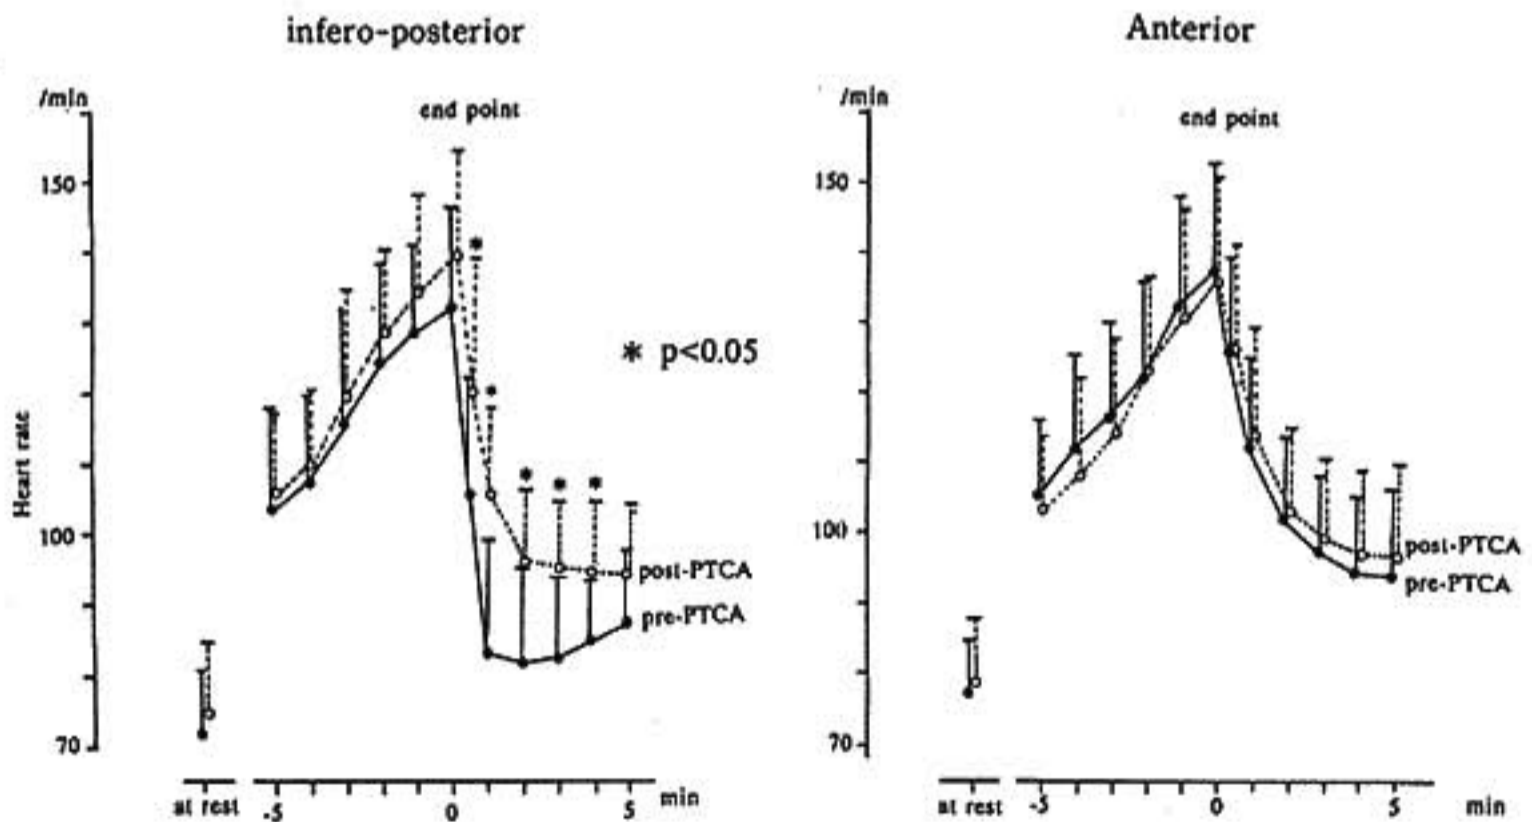 infero-posterior
/min
end point
150
* p<0.05
Heart rate
100
post-PTCA
pre-PTCA
70
at rest
-5
0
5
min
Anterior
/min
end point
150
100
post-PTCA
pre-PTCA
70
at rest
-5
0
5
min